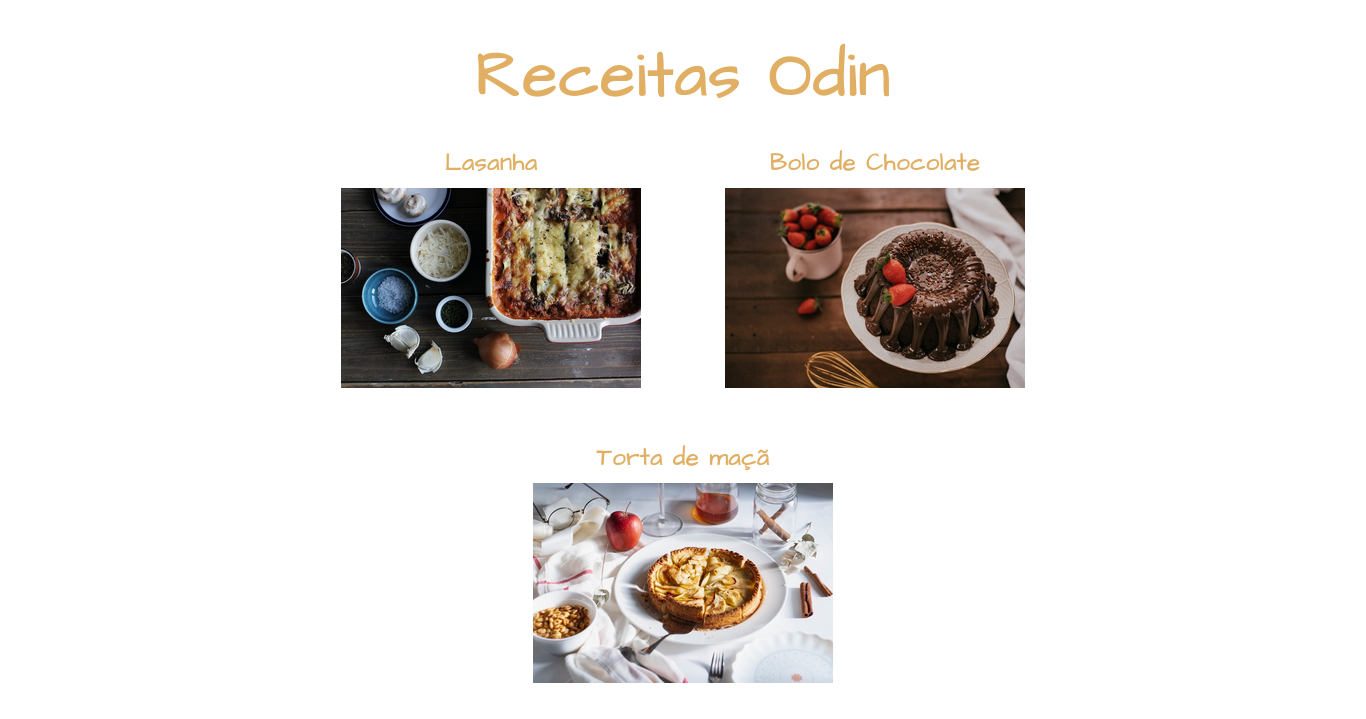 Receitas Odin
Lasanha
Bolo de Chocolate
Torta de maçã